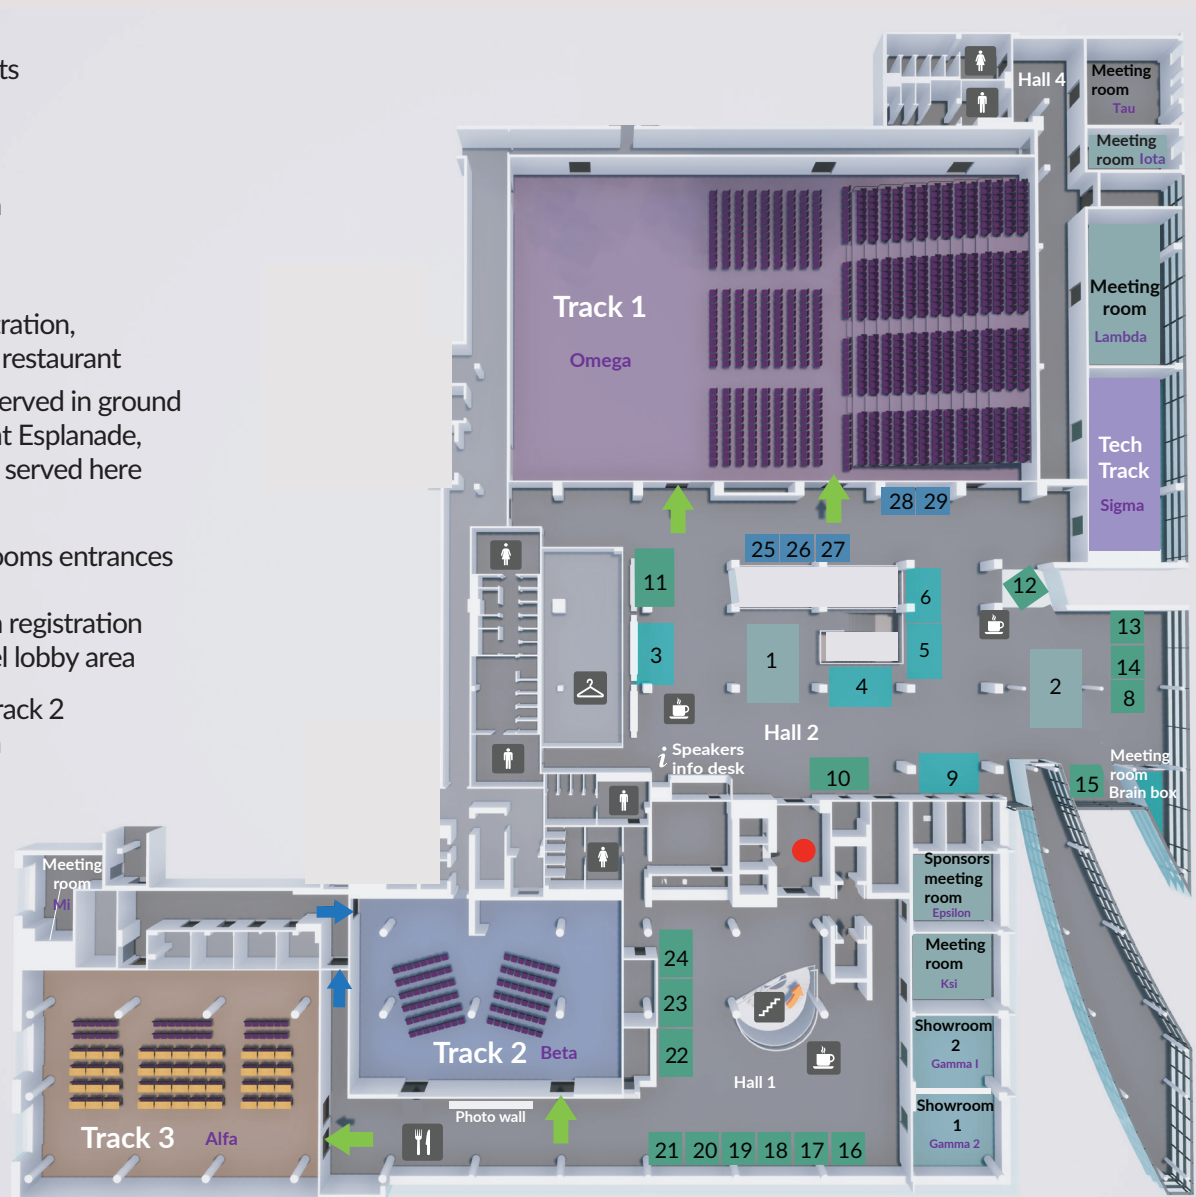 ts
tration,
restaurant
erved in ground
at Esplanade,
served here
ooms entrances
n registration
el lobby area
rack 2
Hall 4
Meeting
room
Tau
Meeting
room Iota
Meeting
room
Lambda
Tech
Track
Sigma
Track 1
Omega
28 29
25 26 27
11
6
12
3
1
5
4
13
14
2
8
Hall 2
i Speakers
info desk
10
9
15
Meeting
room
Brain box
Meeting
room
Mi
Sponsors
meeting
room
Epsilon
Meeting
room
Ksi
Showroom
2
Gamma I
Showroom
1
Gamma 2
24
23
22
Track 2 Beta
Hall 1
Photo wall
Track 3 Alfa
21 20 19 18 17 16